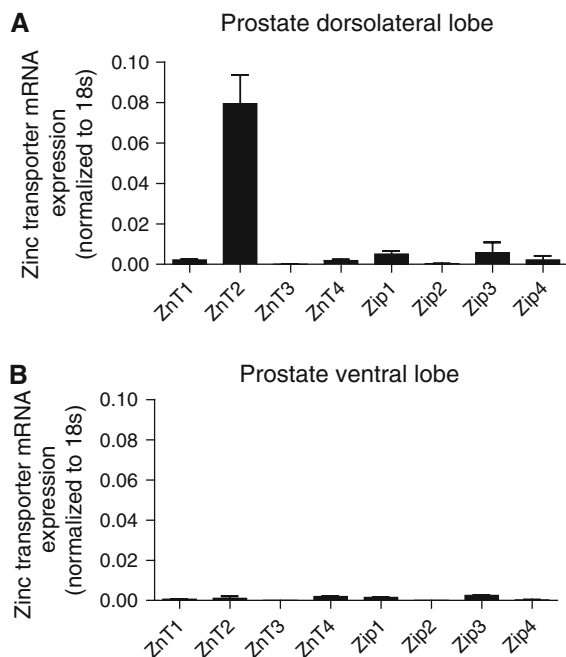 A
Prostate dorsolateral lobe
Zinc transporter mRNA
expression
(normalized to 18s)
0.10
0.08
0.06
0.04
0.02
0.00
ZnT1
ZnT2
ZnT3
ZnT4
Zip1
Zip2
Zip3
Zip4
B
Prostate ventral lobe
Zinc transporter mRNA
expression
(normalized to 18s)
0.10
0.08
0.06
0.04
0.02
0.00
ZnT1
ZnT2
ZnT3
ZnT4
Zip1
Zip2
Zip3
Zip4